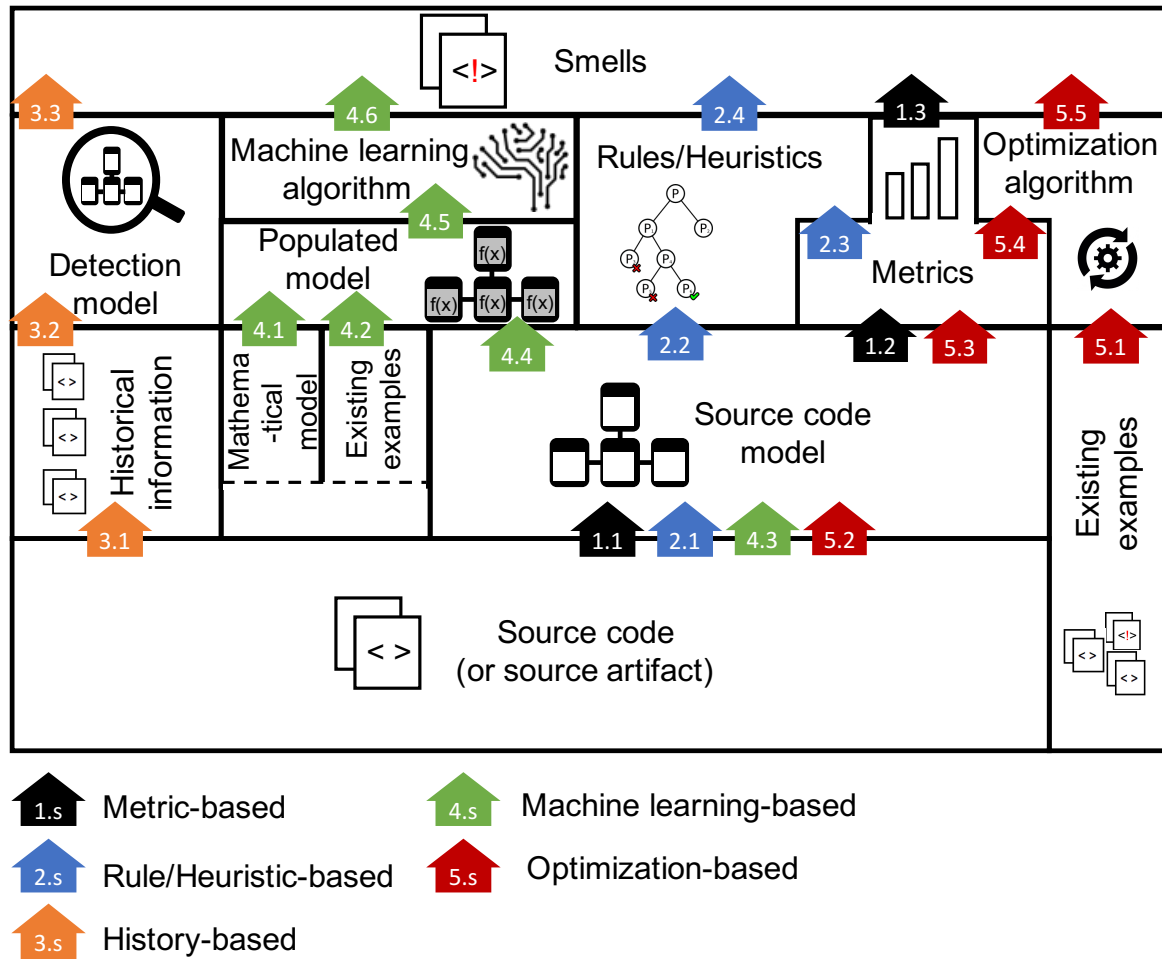 <!>
Smells
3.3
4.6
2.4
1.3
5.5
Machine learning
algorithm
Rules/Heuristics
Optimization
algorithm
4.5
2.3
5.4
Detection
model
Populated
model
f(x)
f(x) f(x) f(x)
P
P
P
P
P
P
Metrics
3.2
4.1
4.2
4.4
2.2
1.2
5.3
5.1
< >
< >
< >
Historical
information
Mathema
-tical
model
Existing
examples
Source code
model
Existing
examples
3.1
1.1
2.1
4.3
5.2
< >
Source code
(or source artifact)
<!>
< >
< >
1.s Metric-based
4.s Machine learning-based
2.s Rule/Heuristic-based
5.s Optimization-based
3.s History-based